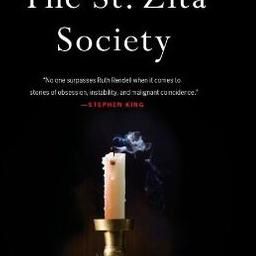 The St. Zita
Society
"No one surpasses Ruth Rendell when it comes to
stories of obsession, instability, and malignant coincidence."
—STEPHEN KING